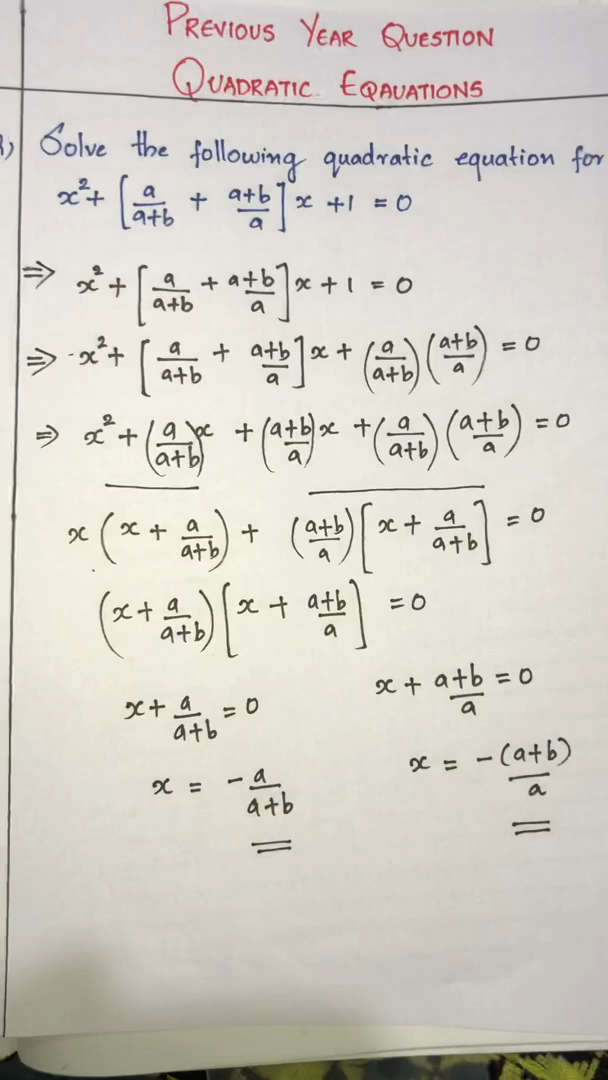 PREVIOUS YEAR QUESTION
QUADRATIC EQAUATIONS
) Solve the following quadratic equation for
x² + [a/(a+b) + (a+b)/a] x + 1 = 0
⇒ x² + [a/(a+b) + (a+b)/a] x + 1 = 0
⇒ x² + [a/(a+b) + (a+b)/a] x + (a/(a+b)) ((a+b)/a) = 0
⇒ x² + (a/(a+b)) x + ((a+b)/a) x + (a/(a+b)) ((a+b)/a) = 0
x (x + a/(a+b)) + ((a+b)/a) [x + a/(a+b)] = 0
(x + a/(a+b)) [x + (a+b)/a] = 0
x + a/(a+b) = 0 x + (a+b)/a = 0
x = -a/(a+b) x = -(a+b)/a